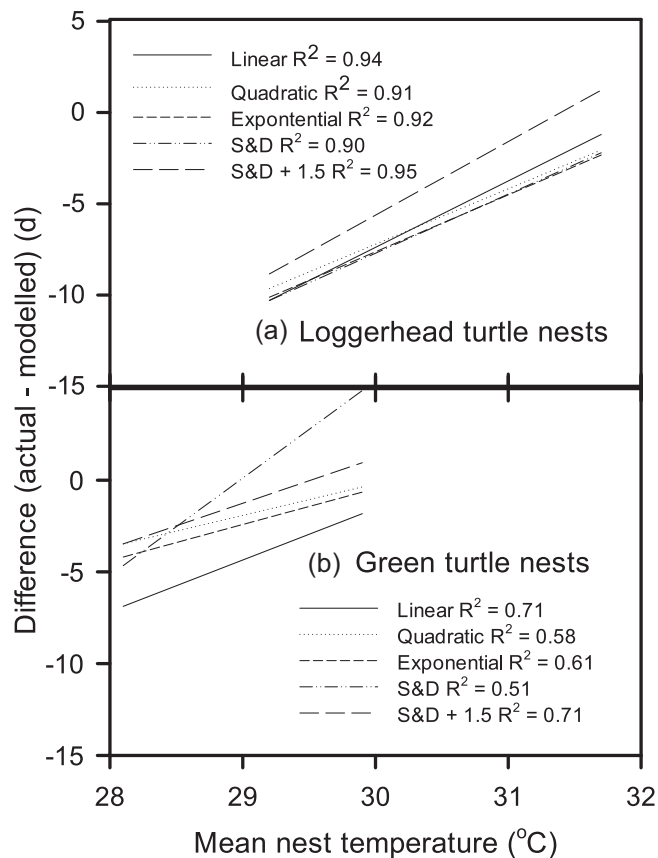 5
Linear R² = 0.94
Quadratic R² = 0.91
Expontential R² = 0.92
S&D R² = 0.90
S&D + 1.5 R² = 0.95
0
-5
-10
(a) Loggerhead turtle nests
-15
Difference (actual - modelled) (d)
0
-5
(b) Green turtle nests
Linear R² = 0.71
Quadratic R² = 0.58
Exponential R² = 0.61
S&D R² = 0.51
S&D + 1.5 R² = 0.71
-10
-15
28 29 30 31 32
Mean nest temperature (°C)